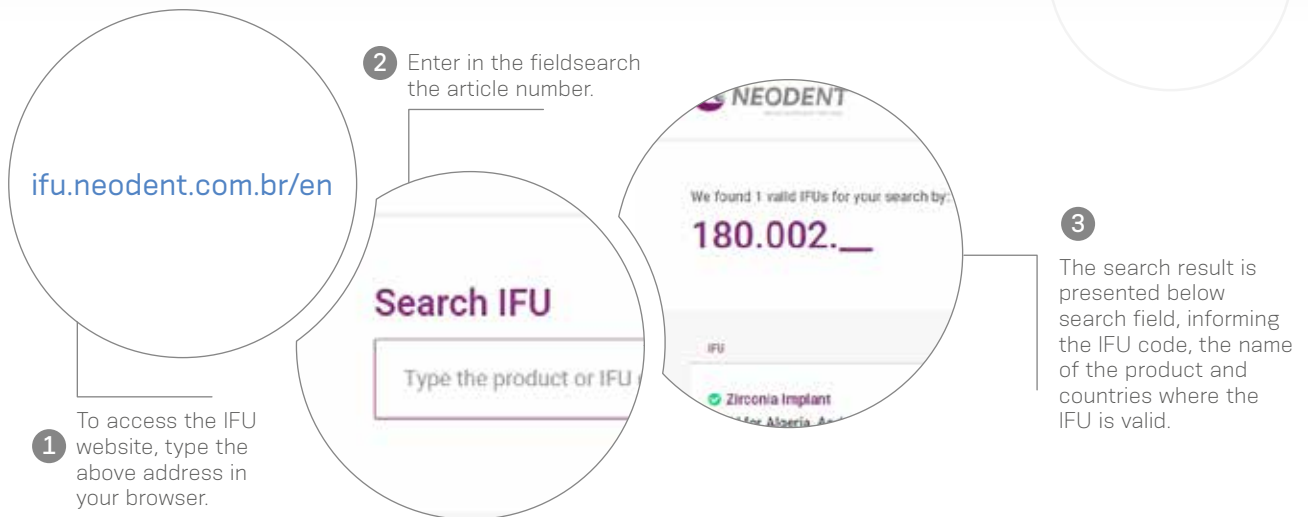 ifu.neodent.com.br/en
1
To access the IFU
website, type the
above address in
your browser.
2
Enter in the fieldsearch
the article number.
Search IFU
Type the product or IFU
NEODENT
We found 1 valid IFUs for your search by:
180.002.__
IFU
Zirconia Implant
3
The search result is
presented below
search field, informing
the IFU code, the name
of the product and
countries where the
IFU is valid.